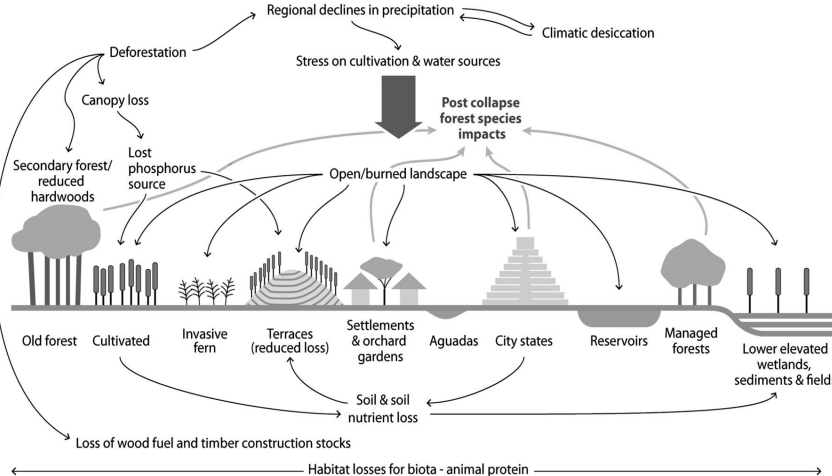 Regional declines in precipitation
Climatic desiccation
Deforestation
Stress on cultivation & water sources
Canopy loss
Post collapse
forest species
impacts
Secondary forest/
reduced
hardwoods
Lost
phosphorus
source
Open/burned landscape
Old forest
Cultivated
Invasive
fern
Terraces
(reduced loss)
Settlements
& orchard
gardens
Aguadas
City states
Reservoirs
Managed
forests
Lower elevated
wetlands,
sediments & field
Soil & soil
nutrient loss
Loss of wood fuel and timber construction stocks
Habitat losses for biota - animal protein